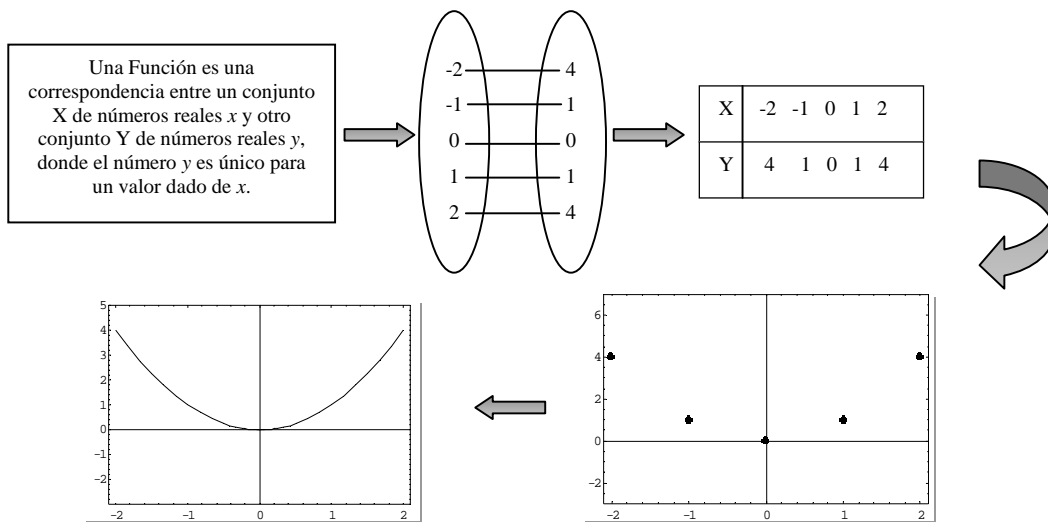 Una Función es una
correspondencia entre un conjunto
X de números reales x y otro
conjunto Y de números reales y,
donde el número y es único para
un valor dado de x.
-2 4
-1 1
0 0
1 1
2 4
X -2 -1 0 1 2
Y 4 1 0 1 4
5
4
3
2
1
0
-1
-2
-2 -1 0 1 2
6
4
2
0
-2
-2 -1 0 1 2